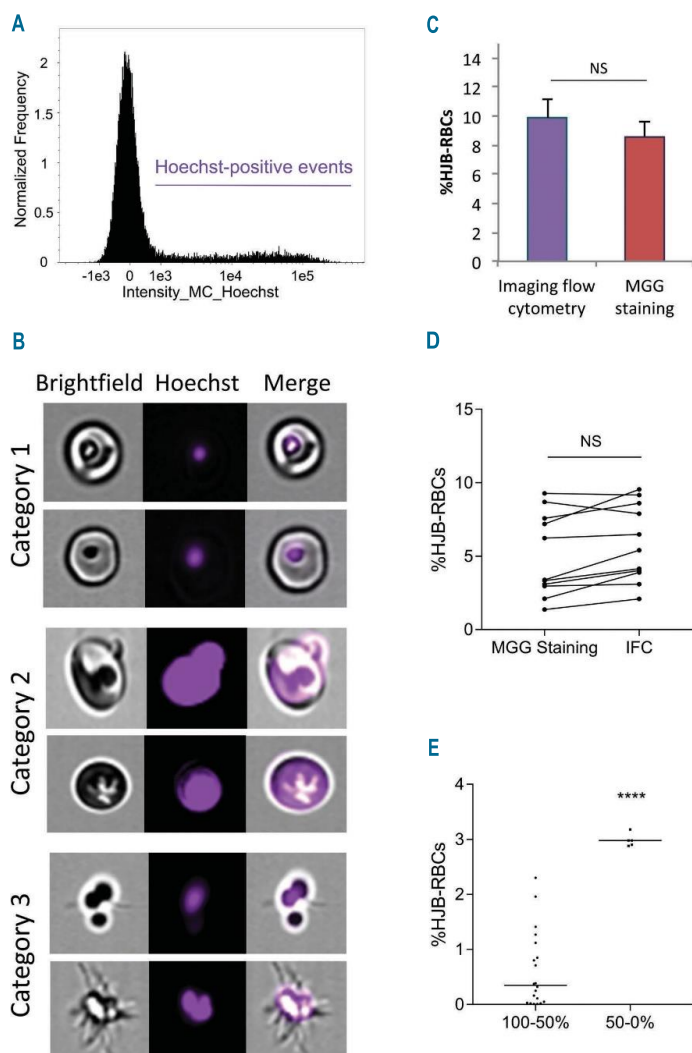 A
Normalized Frequency
2
1.5
1
0.5
0
Hoechst-positive events
-1e3 0 1e3 1e4 1e5
Intensity_MC_Hoechst
B
Brightfield Hoechst Merge
Category 1
Category 2
Category 3
C
%HJB-RBCs
14
12
10
8
6
4
2
0
NS
Imaging flow
cytometry
MGG
staining
D
%HJB-RBCs
15
10
5
0
NS
MGG Staining IFC
E
%HJB-RBCs
4
3
2
1
0
****
100-50% 50-0%